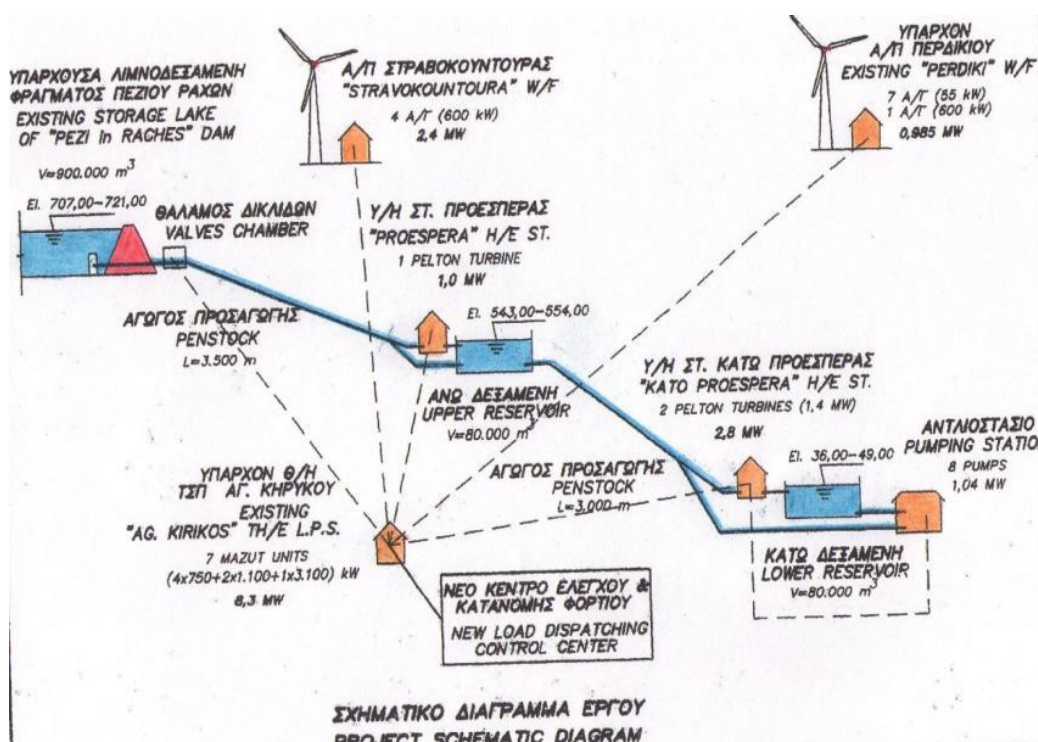 ΥΠΑΡΧΟΥΣΑ ΛΙΜΝΟΔΕΞΑΜΕΝΗ
ΦΡΑΓΜΑΤΟΣ ΠΕΖΙΟΥ ΡΑΧΩΝ
EXISTING STORAGE LAKE
OF "PEZI In RACHES" DAM
V=900.000 m³
El. 707,00-721,00
ΘΑΛΑΜΟΣ ΔΙΚΛΙΔΩΝ
VALVES CHAMBER
Α/Π ΣΤΡΑΒΟΚΟΥΝΤΟΥΡΑΣ
"STRAVOKOUNTOURA" W/F
4 Α/Γ (600 kW)
2,4 MW
ΥΠΑΡΧΟΝ
Α/Π ΠΕΡΔΙΚΙΟΥ
EXISTING "PERDIKI" W/F
7 Α/Γ (55 kW)
1 Α/Γ (600 kW)
0,985 MW
Υ/Η ΣΤ. ΠΡΟΕΣΠΕΡΑΣ
"PROESPERA" H/E ST.
1 PELTON TURBINE
1,0 MW
ΑΓΩΓΟΣ ΠΡΟΣΑΓΩΓΗΣ
PENSTOCK
L=3.500 m
El. 543,00-554,00
ΑΝΩ ΔΕΞΑΜΕΝΗ
UPPER RESERVOIR
V=80.000 m³
Υ/Η ΣΤ. ΚΑΤΩ ΠΡΟΕΣΠΕΡΑΣ
"KATO PROESPERA" H/E ST.
2 PELTON TURBINES (1,4 MW)
2,8 MW
ΑΝΤΛΙΟΣΤΑΣΙΟ
PUMPING STATION
8 PUMPS
1,04 MW
El. 36,00-49,00
ΑΓΩΓΟΣ ΠΡΟΣΑΓΩΓΗΣ
PENSTOCK
L=3.000 m
ΚΑΤΩ ΔΕΞΑΜΕΝΗ
LOWER RESERVOIR
V=80.000 m³
ΥΠΑΡΧΟΝ Θ/Η
ΤΣΠ ΑΓ. ΚΗΡΥΚΟΥ
EXISTING
"AG. KIRIKOS" TH/E L.P.S.
7 MAZUT UNITS
(4x750+2x1.100+1x3.100) kW
8,3 MW
ΝΕΟ ΚΕΝΤΡΟ ΕΛΕΓΧΟΥ &
ΚΑΤΑΝΟΜΗΣ ΦΟΡΤΙΟΥ
NEW LOAD DISPATCHING
CONTROL CENTER
ΣΧΗΜΑΤΙΚΟ ΔΙΑΓΡΑΜΜΑ ΕΡΓΟΥ
PROJECT SCHEMATIC DIAGRAM